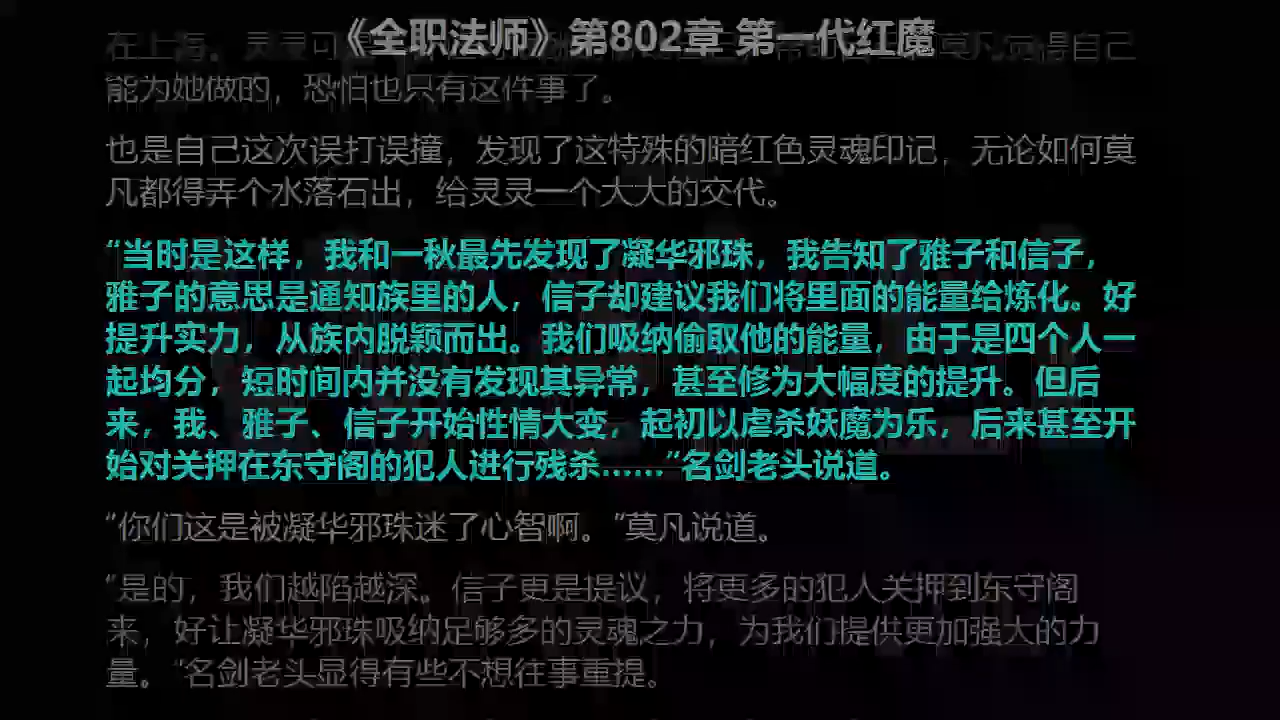 《全职法师》第802章 第一代红魔
在上海。灵灵可 莫凡觉得自己
能为她做的，恐怕也只有这件事了。
也是自己这次误打误撞，发现了这特殊的暗红色灵魂印记，无论如何莫
凡都得弄个水落石出，给灵灵一个大大的交代。
“当时是这样，我和一秋最先发现了凝华邪珠，我告知了雅子和信子，
雅子的意思是通知族里的人，信子却建议我们将里面的能量给炼化。好
提升实力，从族内脱颖而出。我们吸纳偷取他的能量，由于是四个人一
起均分，短时间内并没有发现其异常，甚至修为大幅度的提升。但后
来，我、雅子、信子开始性情大变，起初以虐杀妖魔为乐，后来甚至开
始对关押在东守阁的犯人进行残杀……”名剑老头说道。
“你们这是被凝华邪珠迷了心智啊。”莫凡说道。
“是的，我们越陷越深。信子更是提议，将更多的犯人关押到东守阁
来，好让凝华邪珠吸纳足够多的灵魂之力，为我们提供更加强大的力
量。”名剑老头显得有些不想往事重提。